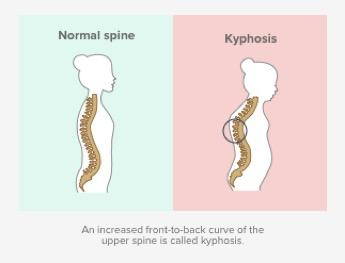 Normal spine
Kyphosis
An increased front-to-back curve of the
upper spine is called kyphosis.